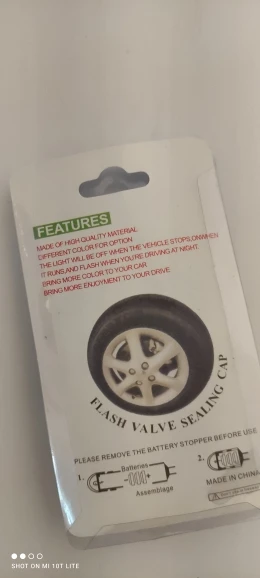 FEATURES
MADE OF HIGH QUALITY MATERIAL
DIFFERENT COLOR FOR OPTION
THE LIGHT WILL BE OFF WHEN THE VEHICLE STOPS,ONWHEN
IT RUNS.AND FLASH WHEN YOU'RE DRIVING AT NIGHT.
BRING MORE COLOR TO YOUR CAR
BRING MORE ENJOYMENT TO YOUR DRIVE
FLASH VALVE SEALING CAP
PLEASE REMOVE THE BATTERY STOPPER BEFORE USE
1.
Batteries
Assemblage
2.
MADE IN CHINA
SHOT ON MI 10T LITE